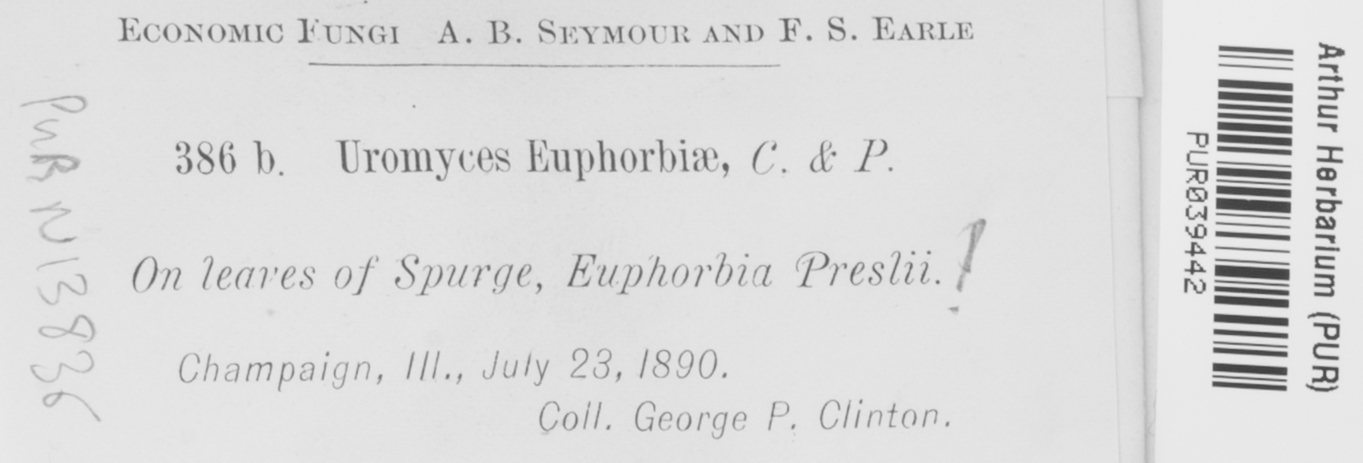 ECONOMIC FUNGI A. B. SEYMOUR AND F. S. EARLE
386 b. Uromyces Euphorbiæ, C. & P.
On leaves of Spurge, Euphorbia Preslii. !
Champaign, Ill., July 23, 1890.
Coll. George P. Clinton.
PUR N13836
PUR039442
Arthur Herbarium (PUR)